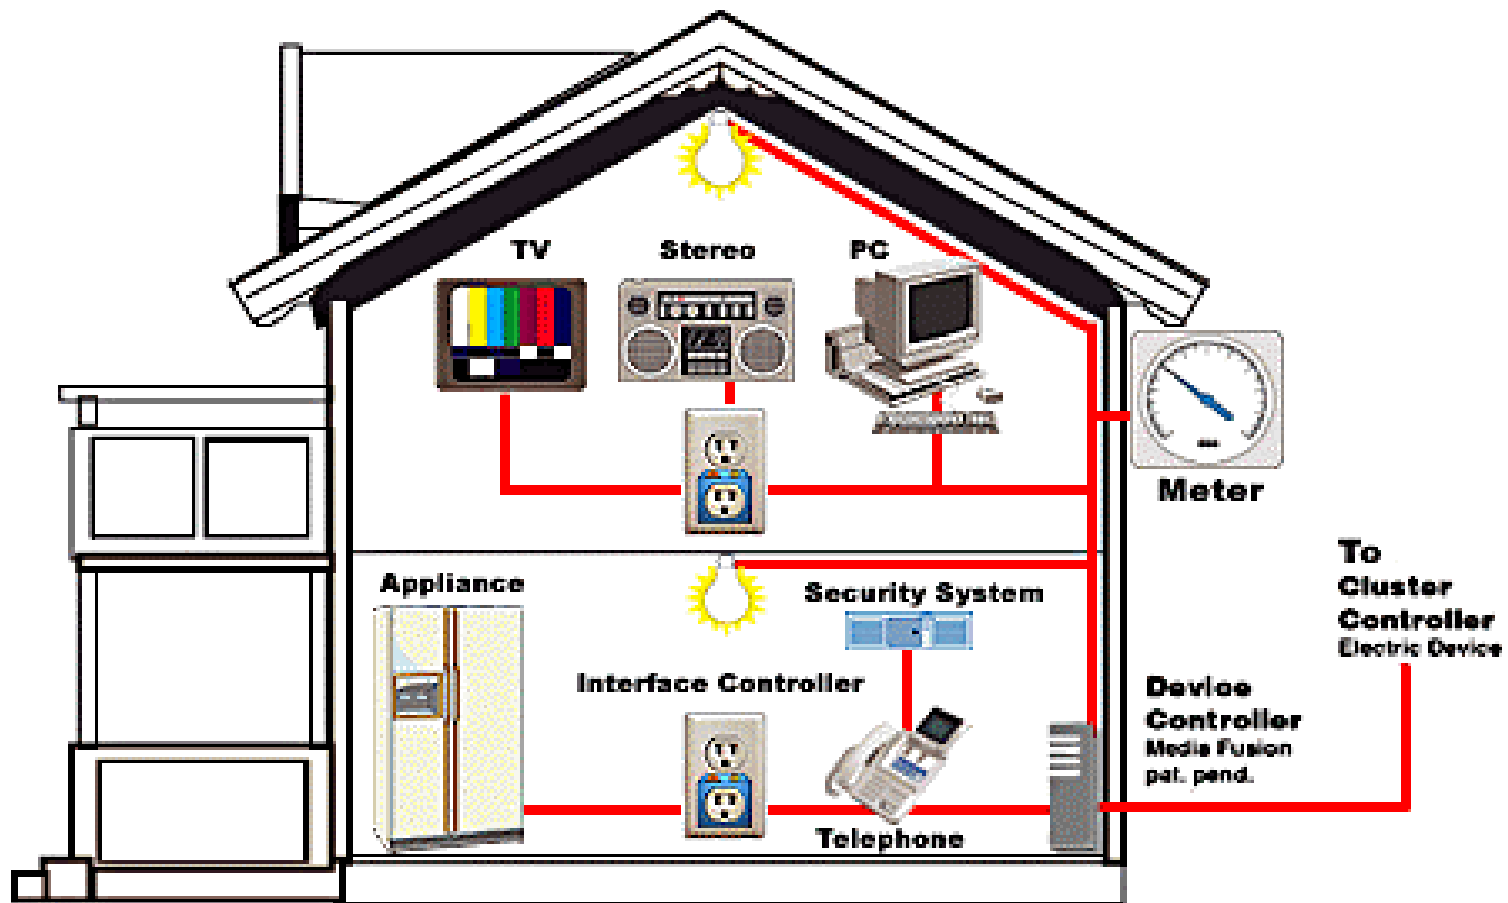 TV
Stereo
PC
Meter
To
Cluster
Controller
Electric Device
Appliance
Security System
Interface Controller
Device
Controller
Media Fusion
pat. pend.
Telephone